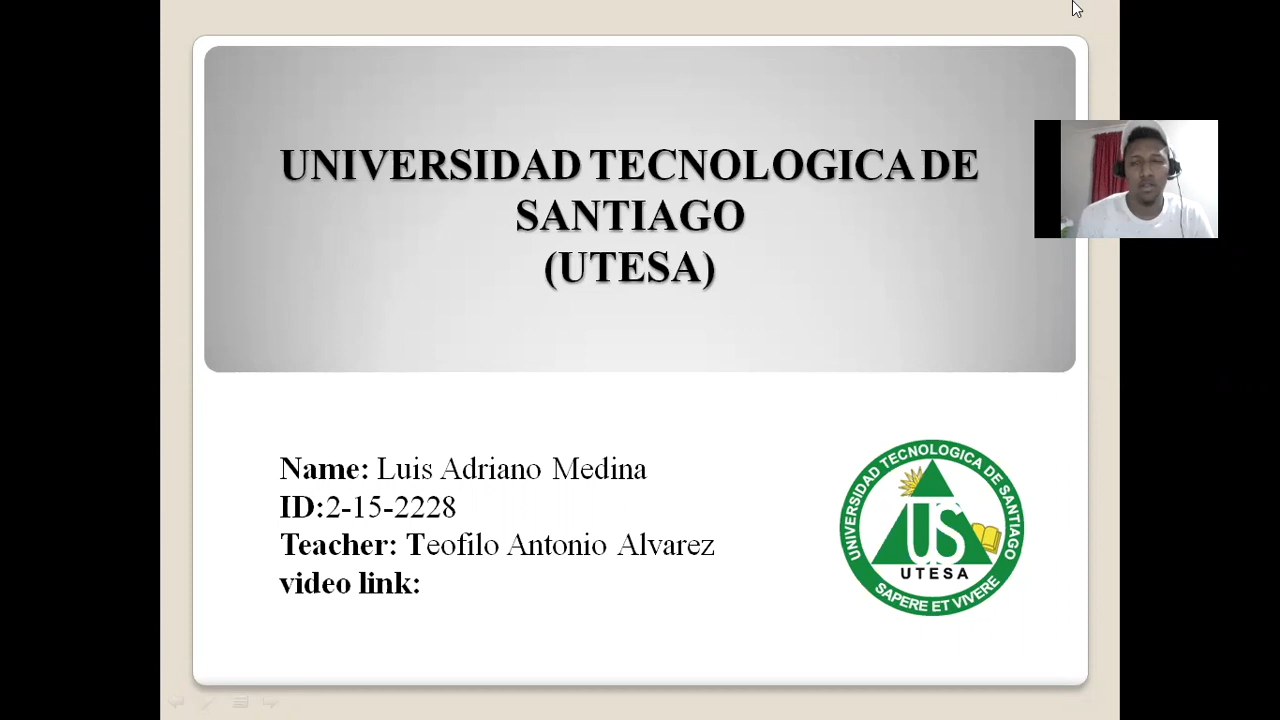 UNIVERSIDAD TECNOLOGICA DE
SANTIAGO
(UTESA)
Name: Luis Adriano Medina
ID:2-15-2228
Teacher: Teofilo Antonio Alvarez
video link:
UNIVERSIDAD TECNOLOGICA DE SANTIAGO
US
UTESA
SAPERE ET VIVERE